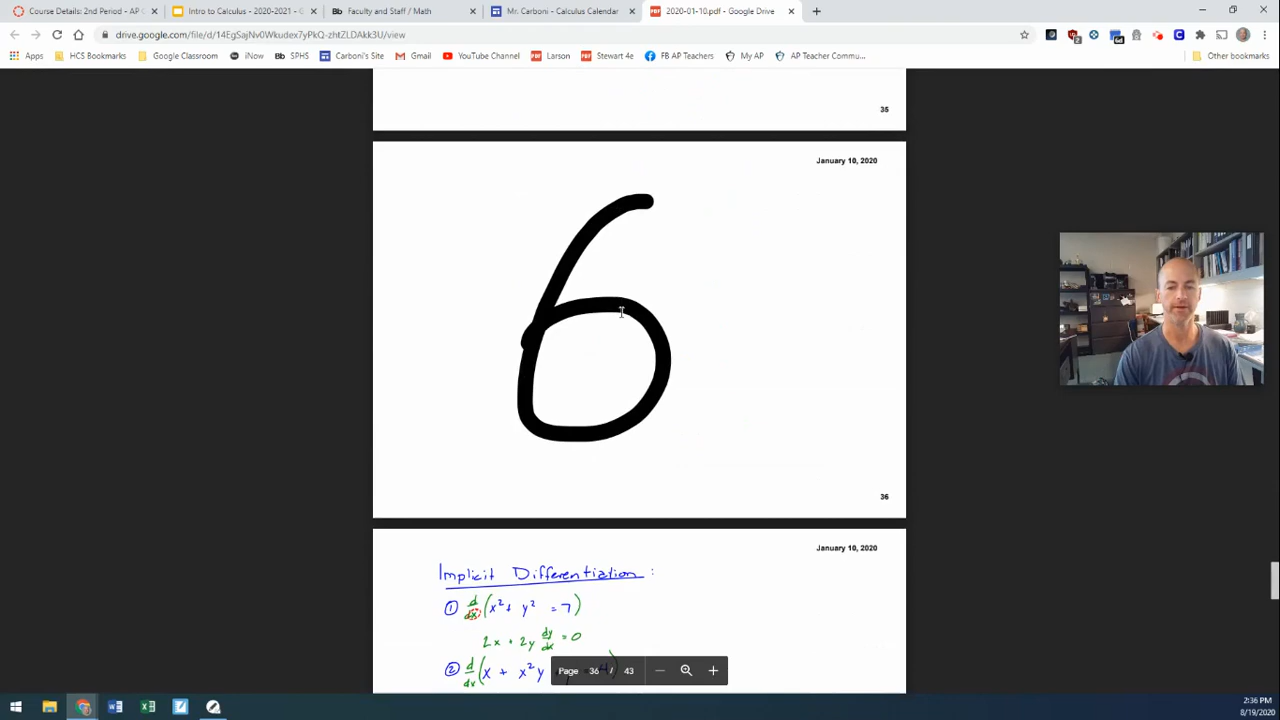 Course Details: 2nd Period - AP C
Intro to Calculus - 2020-2021 - G
Bb Faculty and Staff / Math
Mr. Carboni - Calculus Calendar
PDF 2020-01-10.pdf - Google Drive
drive.google.com/file/d/14EgSajNv0Wkudex7yPkQ-zhtZLDAkk3U/view
Apps HCS Bookmarks Google Classroom iNow Bb SPHS Carboni's Site Gmail YouTube Channel Larson Stewart 4e FB AP Teachers My AP AP Teacher Commu... Other bookmarks
35
January 10, 2020
6
36
January 10, 2020
Implicit Differentiation :
① d/dx (x² + y² = 7)
2x + 2y dy/dx = 0
② d/dx (x + x²y
Page 36 / 43
2:36 PM
8/19/2020